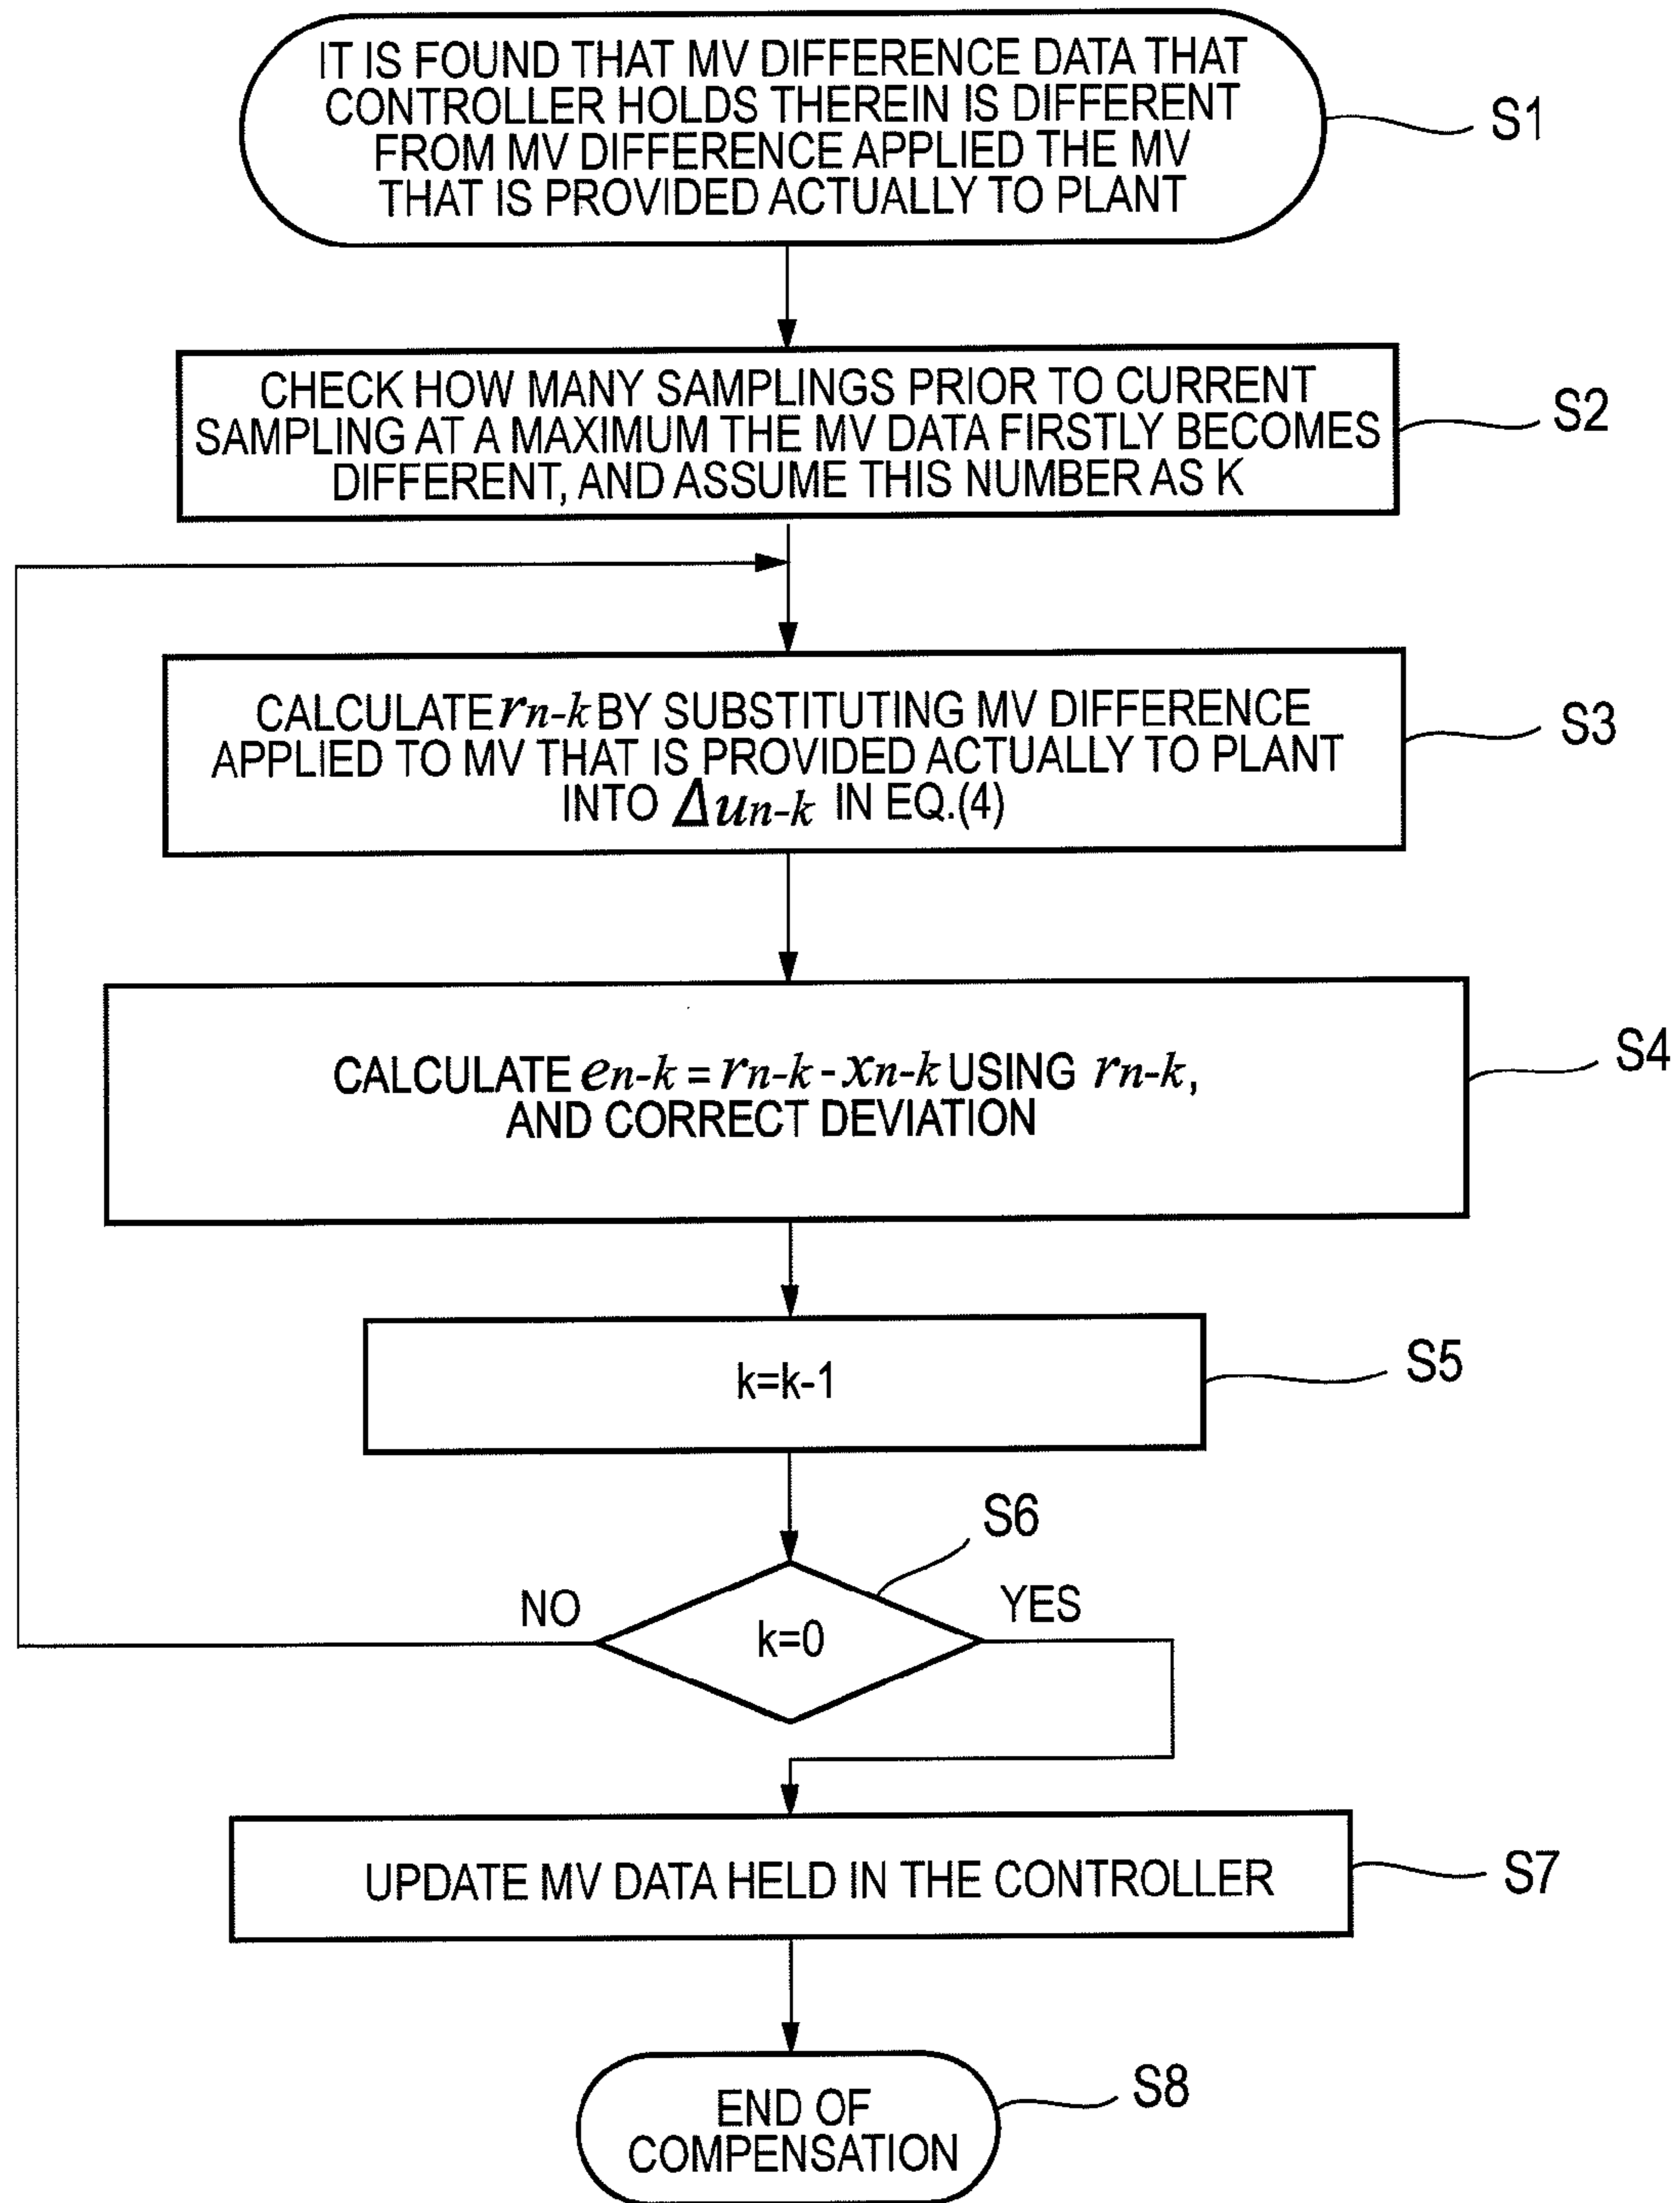 IT IS FOUND THAT MV DIFFERENCE DATA THAT
CONTROLLER HOLDS THEREIN IS DIFFERENT
FROM MV DIFFERENCE APPLIED THE MV
THAT IS PROVIDED ACTUALLY TO PLANT
S1
CHECK HOW MANY SAMPLINGS PRIOR TO CURRENT
SAMPLING AT A MAXIMUM THE MV DATA FIRSTLY BECOMES
DIFFERENT, AND ASSUME THIS NUMBER AS K
S2
CALCULATE rn-k BY SUBSTITUTING MV DIFFERENCE
APPLIED TO MV THAT IS PROVIDED ACTUALLY TO PLANT
INTO Δun-k IN EQ.(4)
S3
CALCULATE en-k = rn-k - xn-k USING rn-k,
AND CORRECT DEVIATION
S4
k=k-1
S5
S6
NO
YES
k=0
UPDATE MV DATA HELD IN THE CONTROLLER
S7
END OF
COMPENSATION
S8